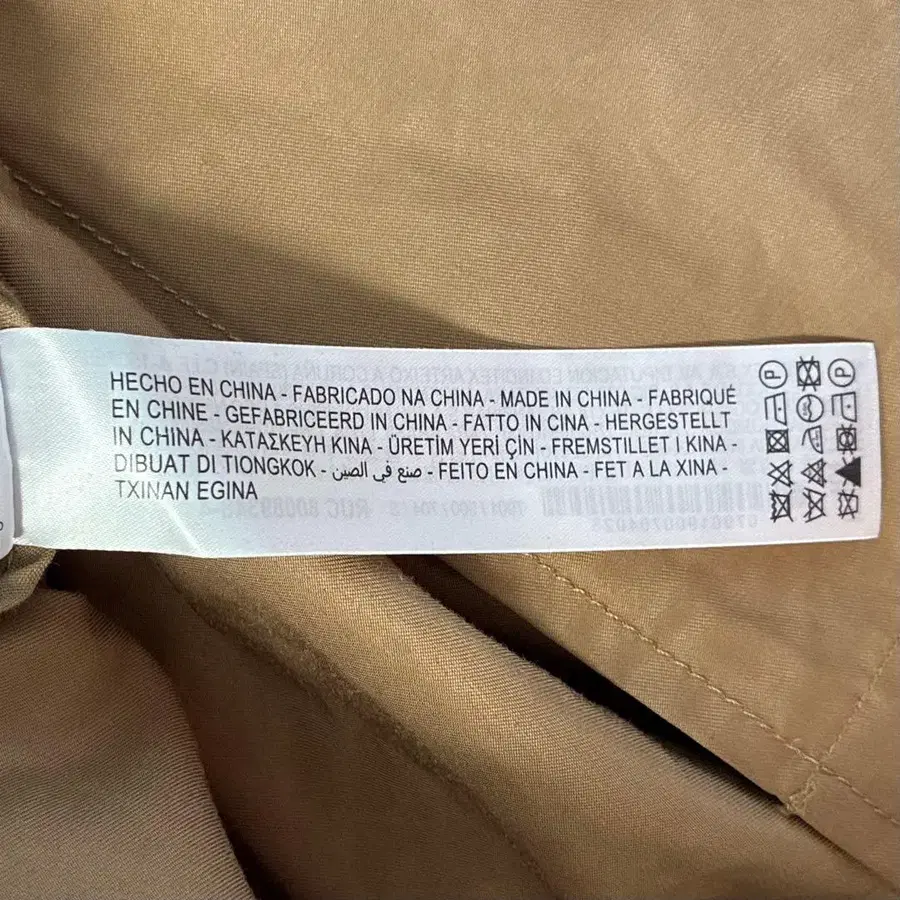 HECHO EN CHINA - FABRICADO NA CHINA - MADE IN CHINA - FABRIQUÉ
EN CHINE - GEFABRICEERD IN CHINA - FATTO IN CINA - HERGESTELLT
IN CHINA - ΚΑΤΑΣΚΕΥΗ ΚΙΝΑ - ÜRETİM YERİ ÇİN - FREMSTILLET I KINA -
DIBUAT DI TIONGKOK - صنع في الصين - FEITO EN CHINA - FET A LA XINA -
TXINAN EGINA
P
P